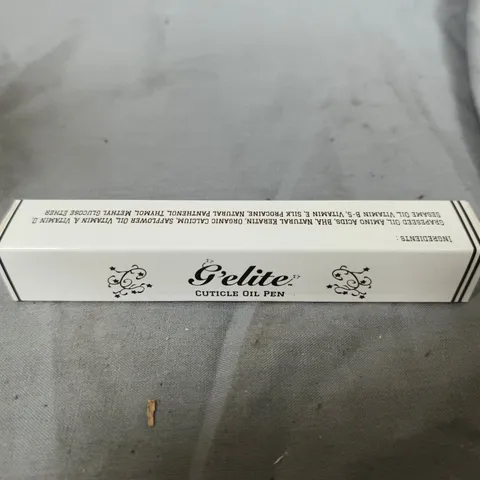 INGREDIENTS :
GRAPESEED OIL, AMINO ACIDS, BHA, NATURAL KERATIN, ORGANIC CALCIUM, SAFFLOWER OIL, VITAMIN A, VITAMIN D,
SESAME OIL, VITAMIN B-5, VITAMIN E, SILK PROCAINE, NATURAL PANTHENOL, THYMOL, METHYL GLUCOSE ETHER
G'elite
CUTICLE OIL PEN